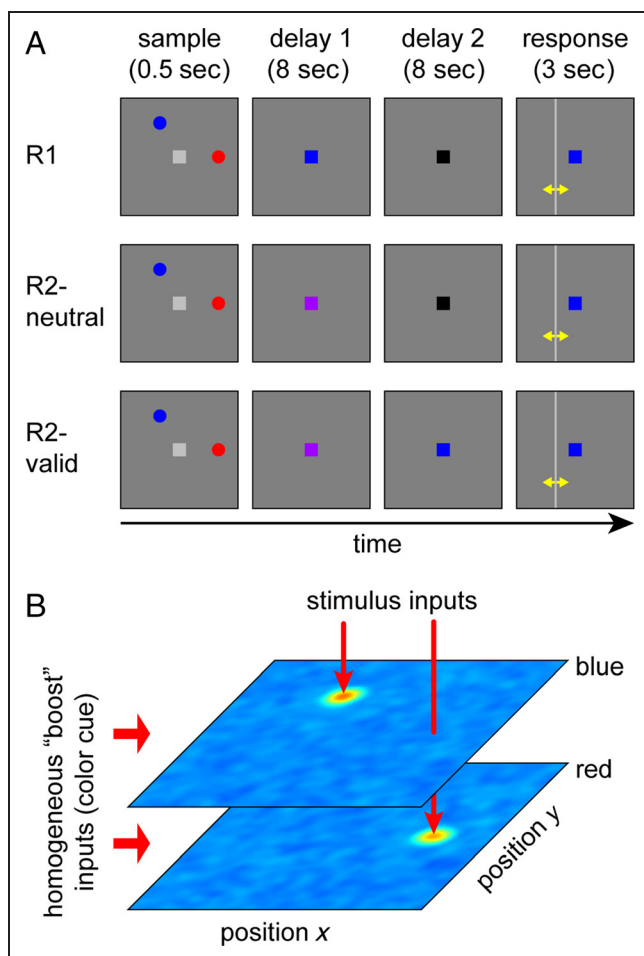 A
sample
(0.5 sec)
delay 1
(8 sec)
delay 2
(8 sec)
response
(3 sec)
R1
R2-
neutral
R2-
valid
time
B
stimulus inputs
blue
red
homogeneous “boost”
inputs (color cue)
position y
position x